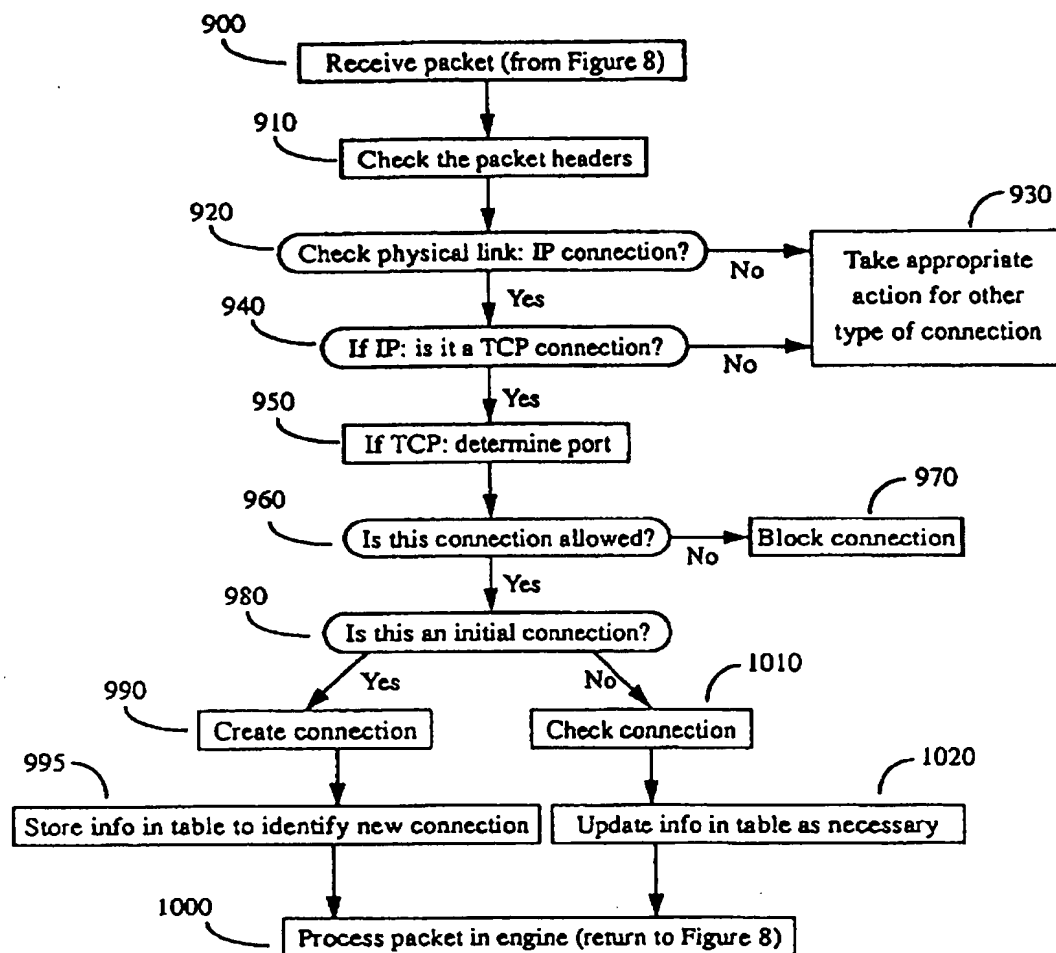 900
Receive packet (from Figure 8)
910
Check the packet headers
920
Check physical link: IP connection?
No
930
Take appropriate
action for other
type of connection
Yes
940
If IP: is it a TCP connection?
No
Yes
950
If TCP: determine port
960
Is this connection allowed?
No
970
Block connection
Yes
980
Is this an initial connection?
Yes
No
990
Create connection
1010
Check connection
995
Store info in table to identify new connection
1020
Update info in table as necessary
1000
Process packet in engine (return to Figure 8)